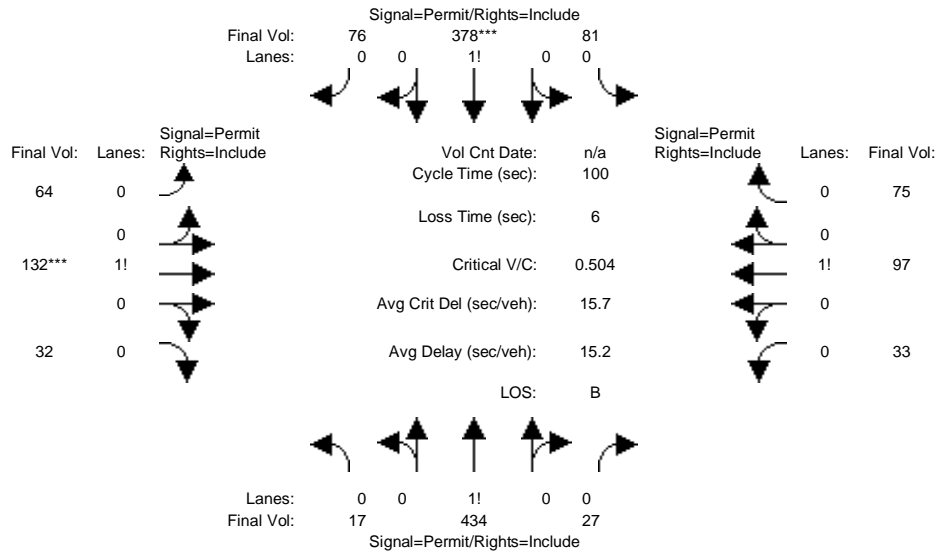 Signal=Permit/Rights=Include
Final Vol: 76 378*** 81
Lanes: 0 0 1! 0 0
Signal=Permit
Final Vol: Lanes: Rights=Include
Vol Cnt Date: n/a
Signal=Permit
Rights=Include Lanes: Final Vol:
Cycle Time (sec): 100
64 0
0 75
Loss Time (sec): 6
0
0
132*** 1!
Critical V/C: 0.504
1! 97
0
Avg Crit Del (sec/veh): 15.7
0
32 0
Avg Delay (sec/veh): 15.2
0 33
LOS: B
Lanes: 0 0 1! 0 0
Final Vol: 17 434 27
Signal=Permit/Rights=Include